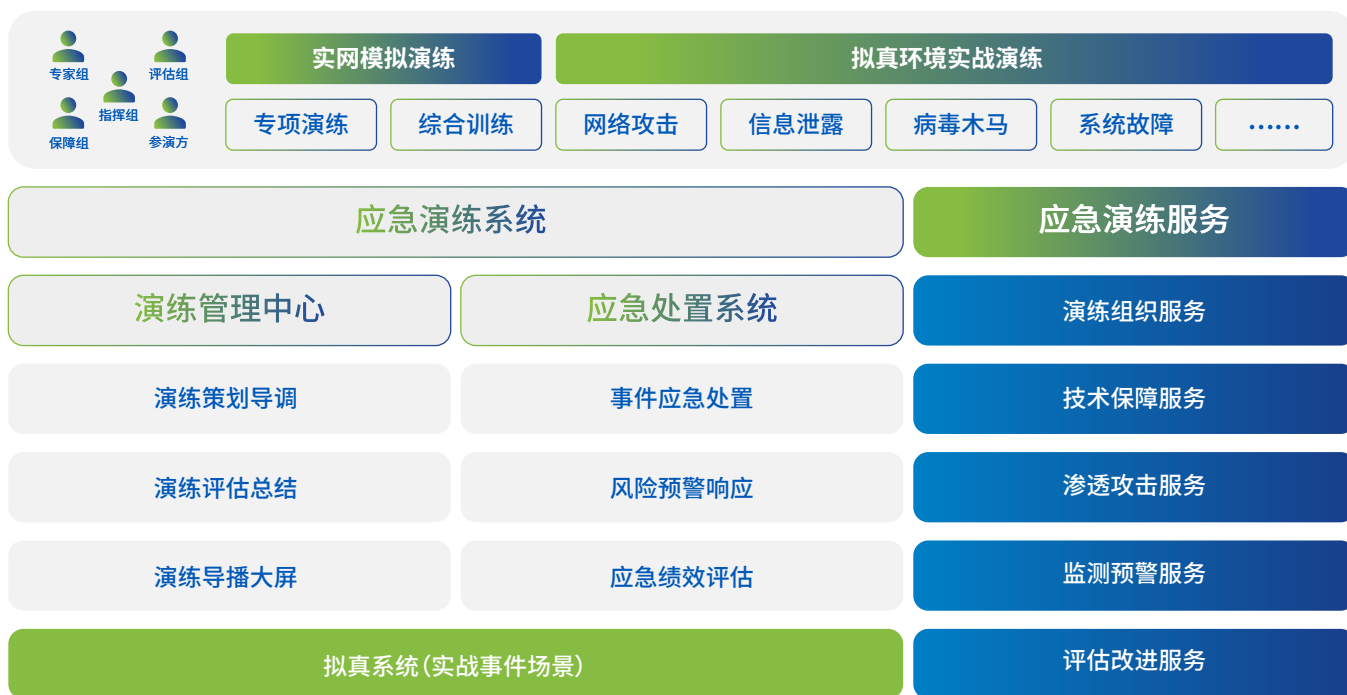 专家组
评估组
指挥组
保障组
参演方
实网模拟演练
拟真环境实战演练
专项演练
综合训练
网络攻击
信息泄露
病毒木马
系统故障
……
应急演练系统
应急演练服务
演练管理中心
应急处置系统
演练组织服务
演练策划导调
事件应急处置
技术保障服务
演练评估总结
风险预警响应
渗透攻击服务
演练导播大屏
应急绩效评估
监测预警服务
拟真系统(实战事件场景)
评估改进服务